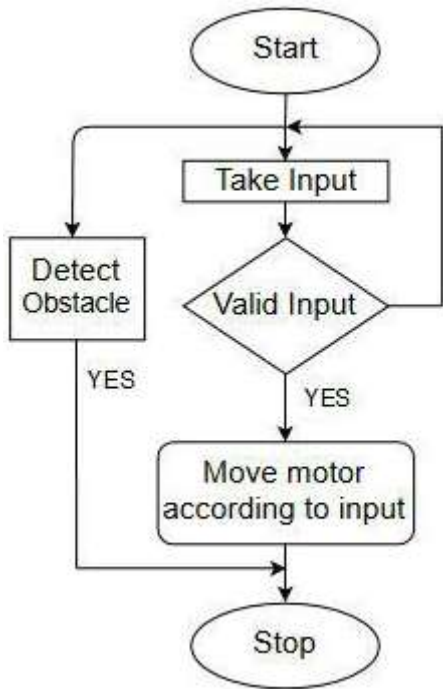 Start
Take Input
Detect
Obstacle
Valid Input
YES
YES
Move motor
according to input
Stop